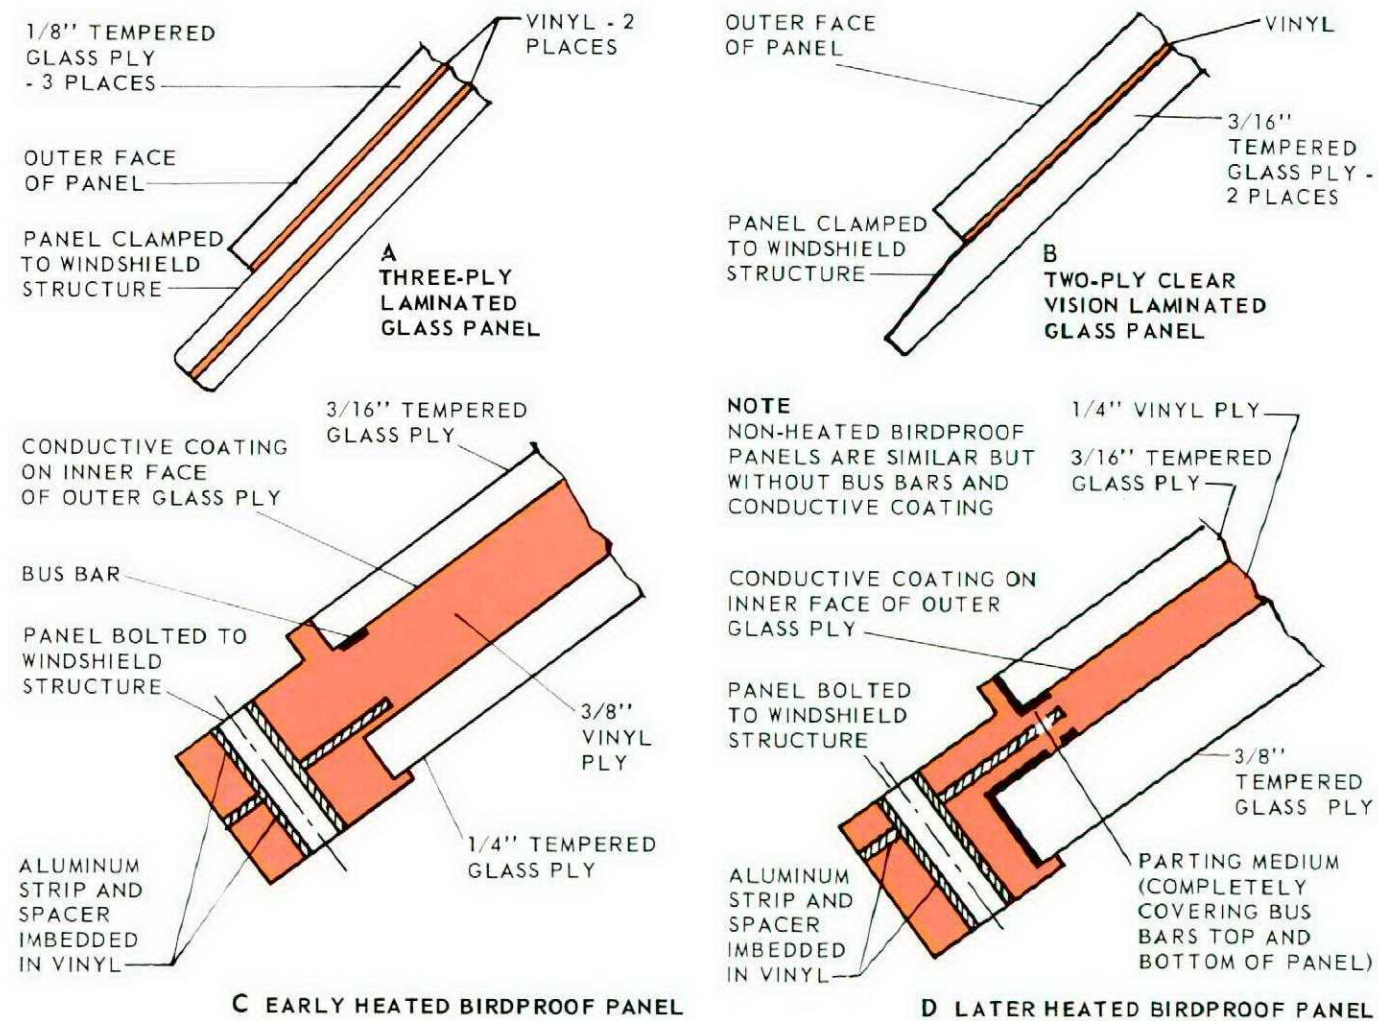 1/8" TEMPERED
GLASS PLY
- 3 PLACES
VINYL - 2
PLACES
OUTER FACE
OF PANEL
PANEL CLAMPED
TO WINDSHIELD
STRUCTURE
A
THREE-PLY
LAMINATED
GLASS PANEL
OUTER FACE
OF PANEL
VINYL
3/16''
TEMPERED
GLASS PLY -
2 PLACES
PANEL CLAMPED
TO WINDSHIELD
STRUCTURE
B
TWO-PLY CLEAR
VISION LAMINATED
GLASS PANEL
3/16'' TEMPERED
GLASS PLY
CONDUCTIVE COATING
ON INNER FACE
OF OUTER GLASS PLY
BUS BAR
PANEL BOLTED TO
WINDSHIELD
STRUCTURE
3/8''
VINYL
PLY
1/4'' TEMPERED
GLASS PLY
ALUMINUM
STRIP AND
SPACER
IMBEDDED
IN VINYL
C EARLY HEATED BIRDPROOF PANEL
NOTE
NON-HEATED BIRDPROOF
PANELS ARE SIMILAR BUT
WITHOUT BUS BARS AND
CONDUCTIVE COATING
1/4'' VINYL PLY
3/16'' TEMPERED
GLASS PLY
CONDUCTIVE COATING ON
INNER FACE OF OUTER
GLASS PLY
PANEL BOLTED
TO WINDSHIELD
STRUCTURE
3/8''
TEMPERED
GLASS PLY
ALUMINUM
STRIP AND
SPACER
IMBEDDED
IN VINYL
PARTING MEDIUM
(COMPLETELY
COVERING BUS
BARS TOP AND
BOTTOM OF PANEL)
D LATER HEATED BIRDPROOF PANEL